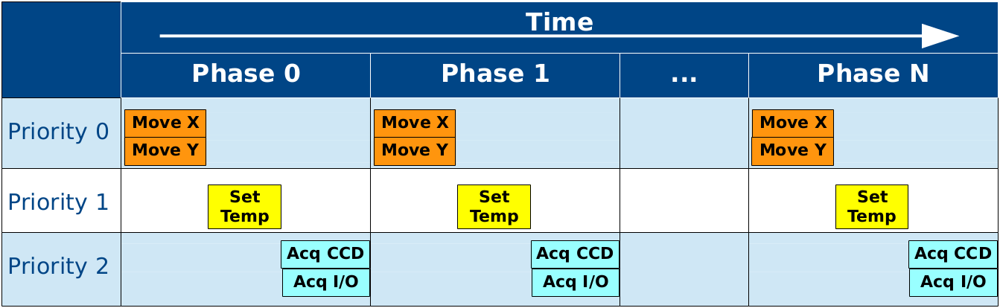 Time
Phase 0 Phase 1 ... Phase N
Priority 0
Move X Move X Move X
Move Y Move Y Move Y
Priority 1
Set Set Set
Temp Temp Temp
Priority 2
Acq CCD Acq CCD Acq CCD
Acq I/O Acq I/O Acq I/O